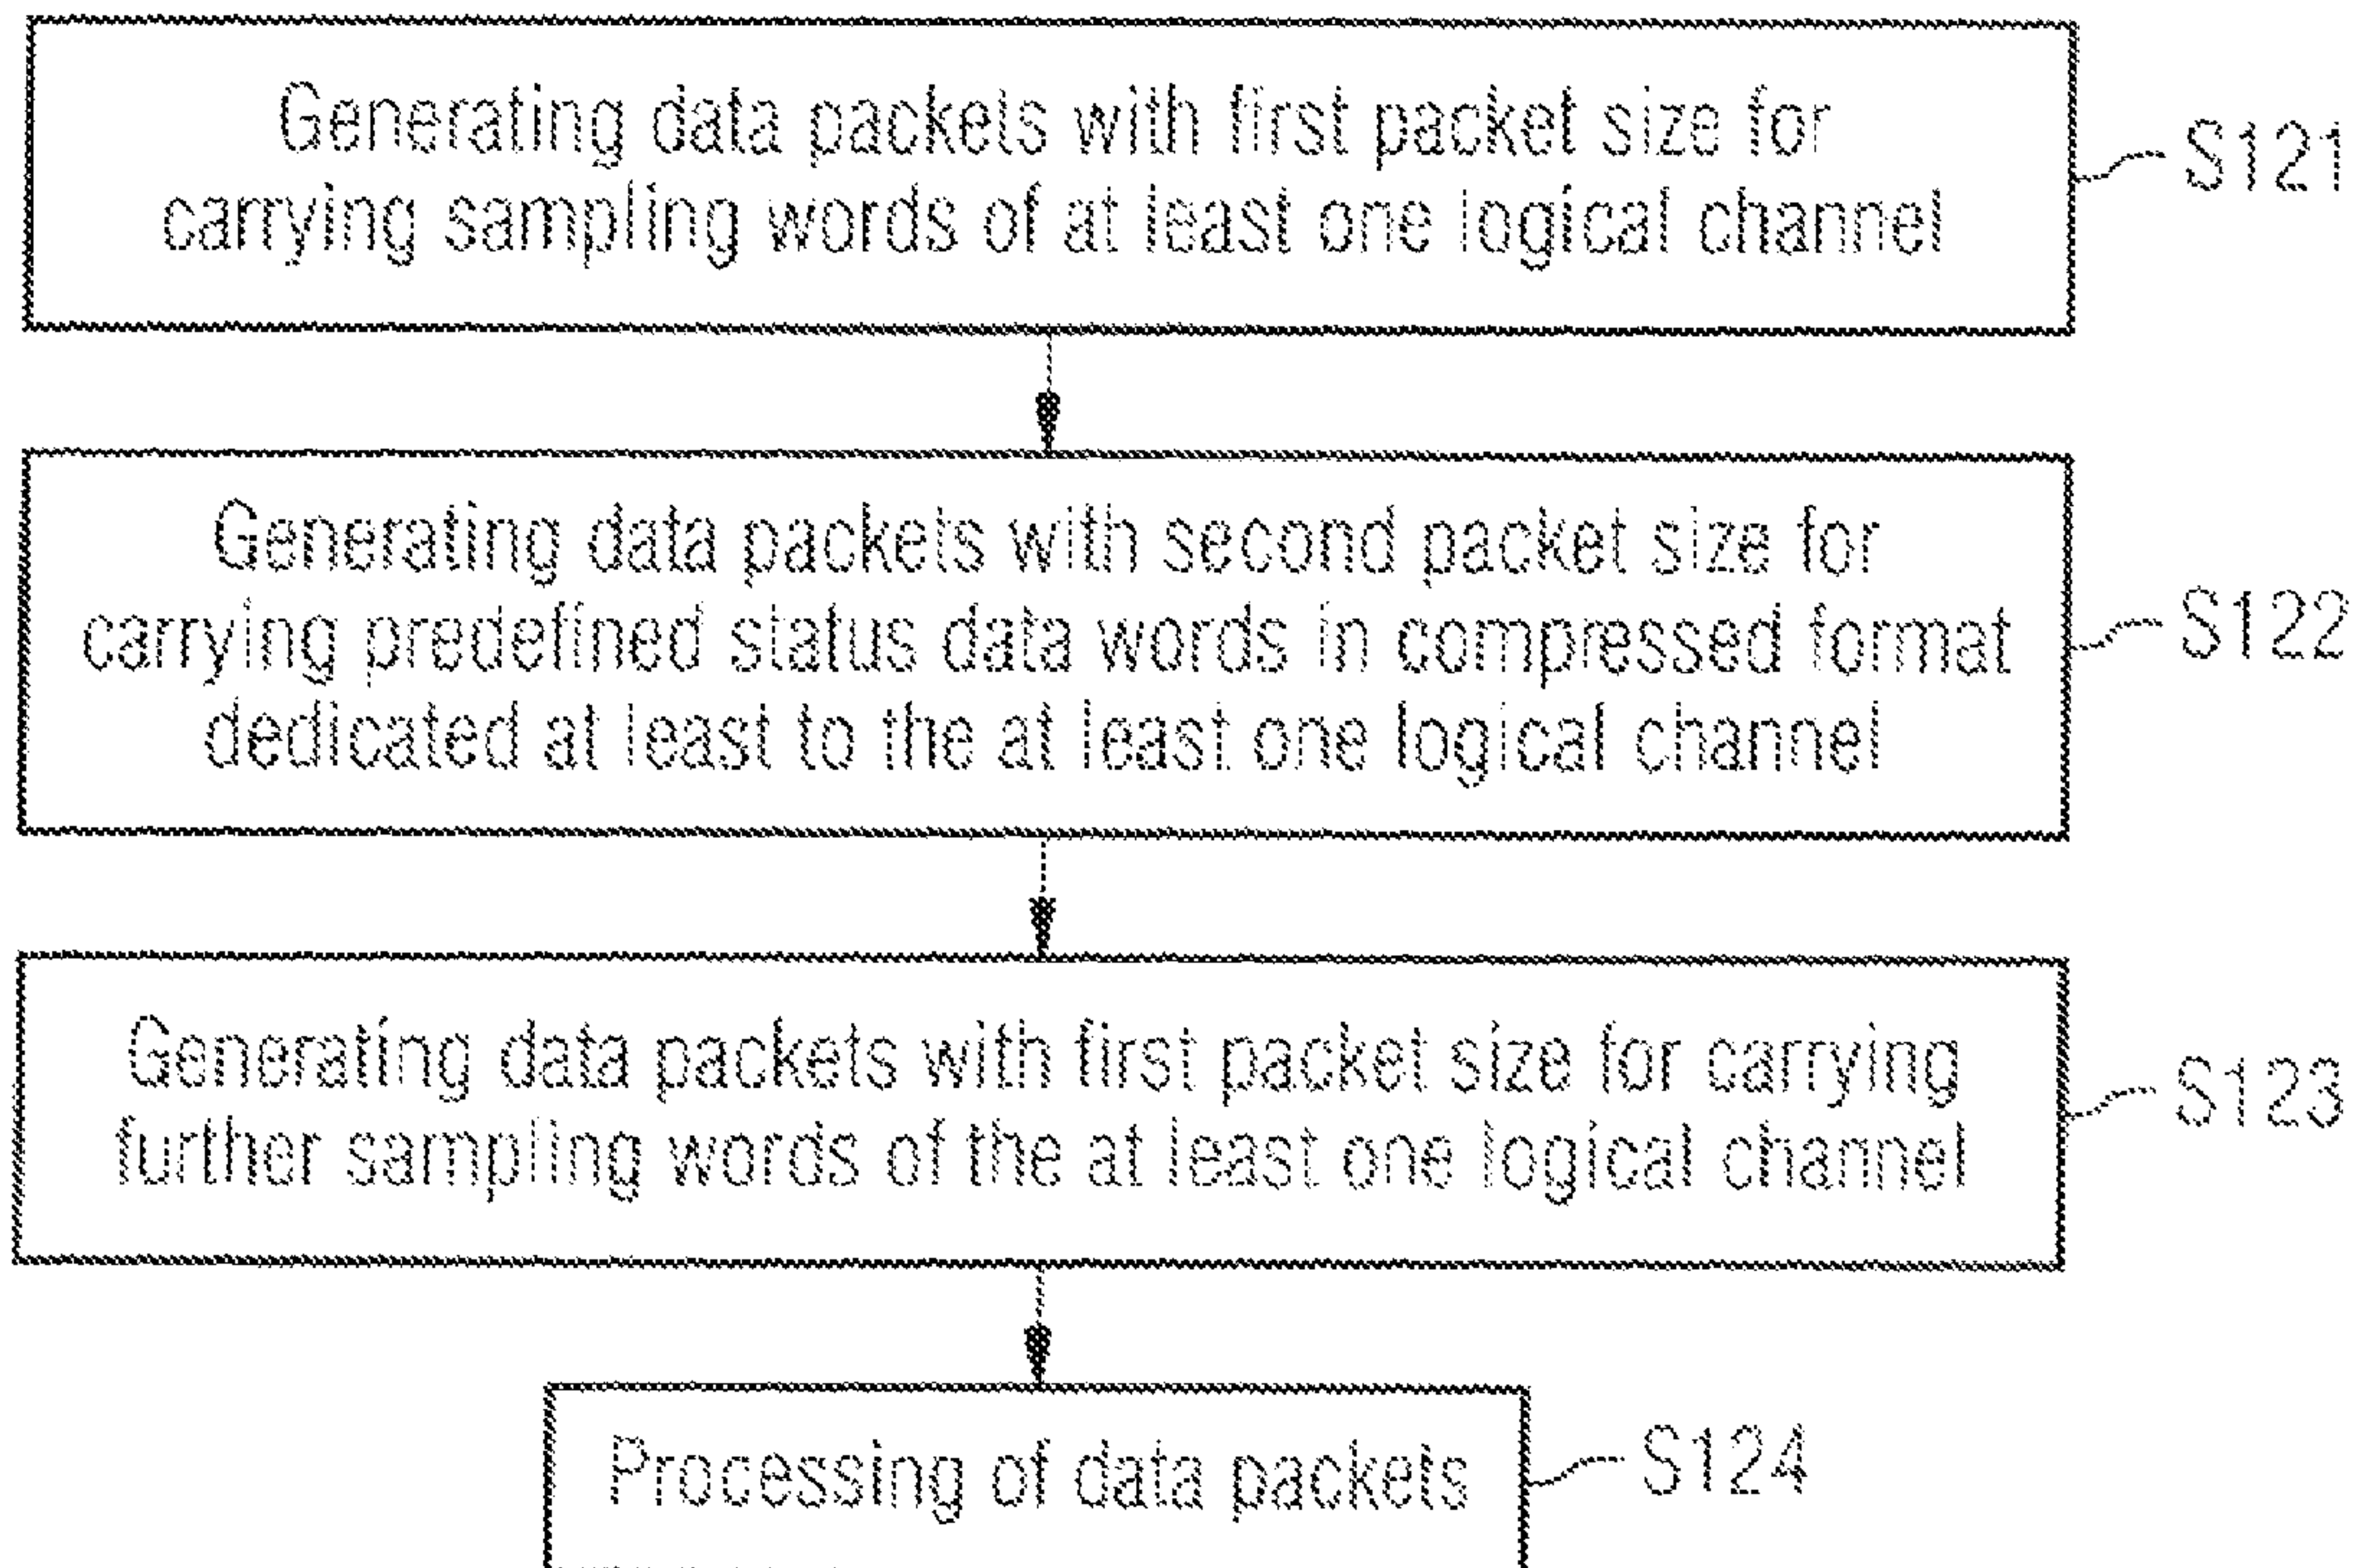 Generating data packets with first packet size for
carrying sampling words of at least one logical channel
S121
Generating data packets with second packet size for
carrying predefined status data words in compressed format
dedicated at least to the at least one logical channel
S122
Generating data packets with first packet size for carrying
further sampling words of the at least one logical channel
S123
Processing of data packets
S124